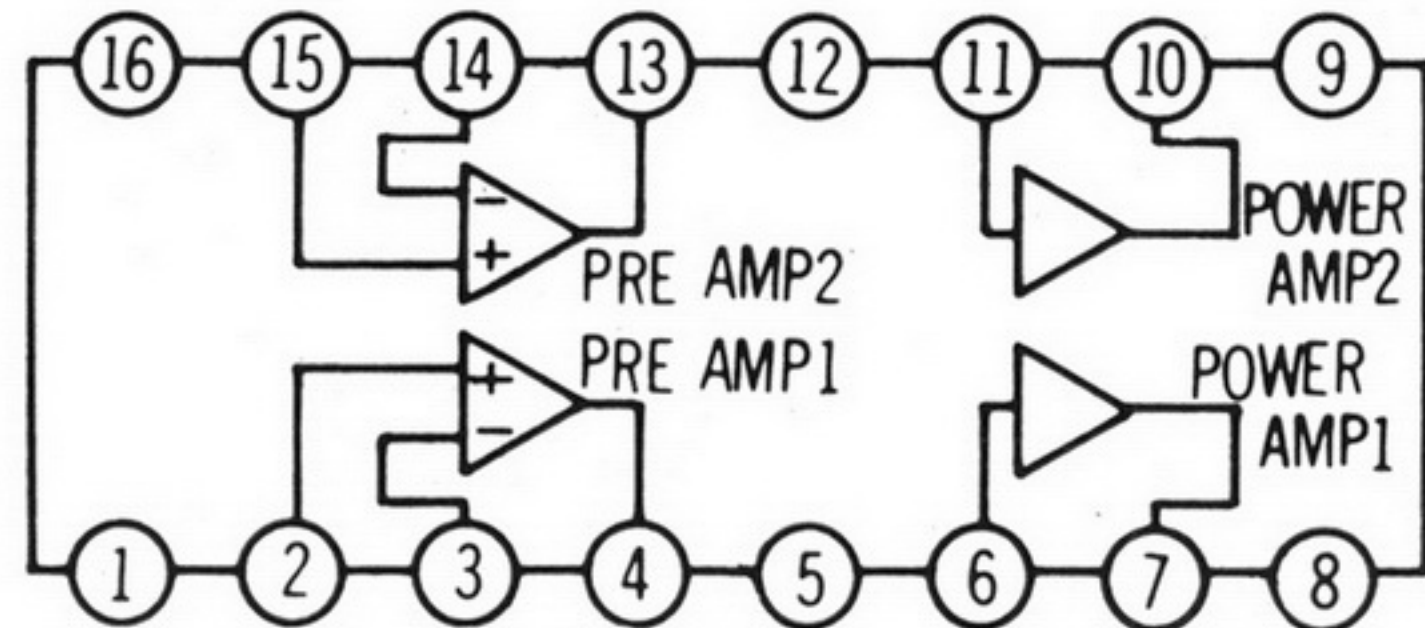 16 15 14 13 12 11 10 9
− +
PRE AMP2
POWER
AMP2
+ −
PRE AMP1
POWER
AMP1
1 2 3 4 5 6 7 8